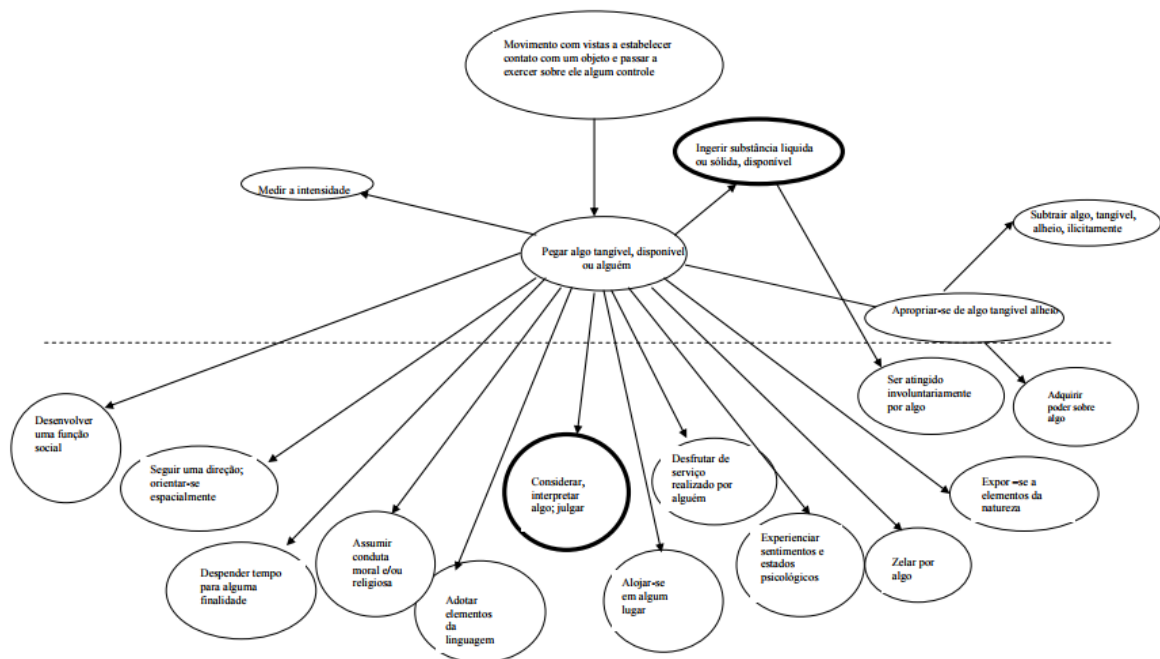 Movimento com vistas a estabelecer
contato com um objeto e passar a
exercer sobre ele algum controle
Ingerir substância liquida
ou sólida, disponível
Medir a intensidade
Subtrair algo, tangível,
alheio, ilicitamente
Pegar algo tangível, disponível
ou alguém
Apropriar-se de algo tangível alheio
Ser atingido
involuntariamente
por algo
Adquirir
poder sobre
algo
Desenvolver
uma função
social
Seguir uma direção;
orientar-se
espacialmente
Considerar,
interpretar
algo; julgar
Desfrutar de
serviço
realizado por
alguém
Expor –se a
elementos da
natureza
Despender tempo
para alguma
finalidade
Assumir
conduta
moral e/ou
religiosa
Adotar
elementos
da
linguagem
Alojar-se
em algum
lugar
Experienciar
sentimentos e
estados
psicológicos
Zelar por
algo